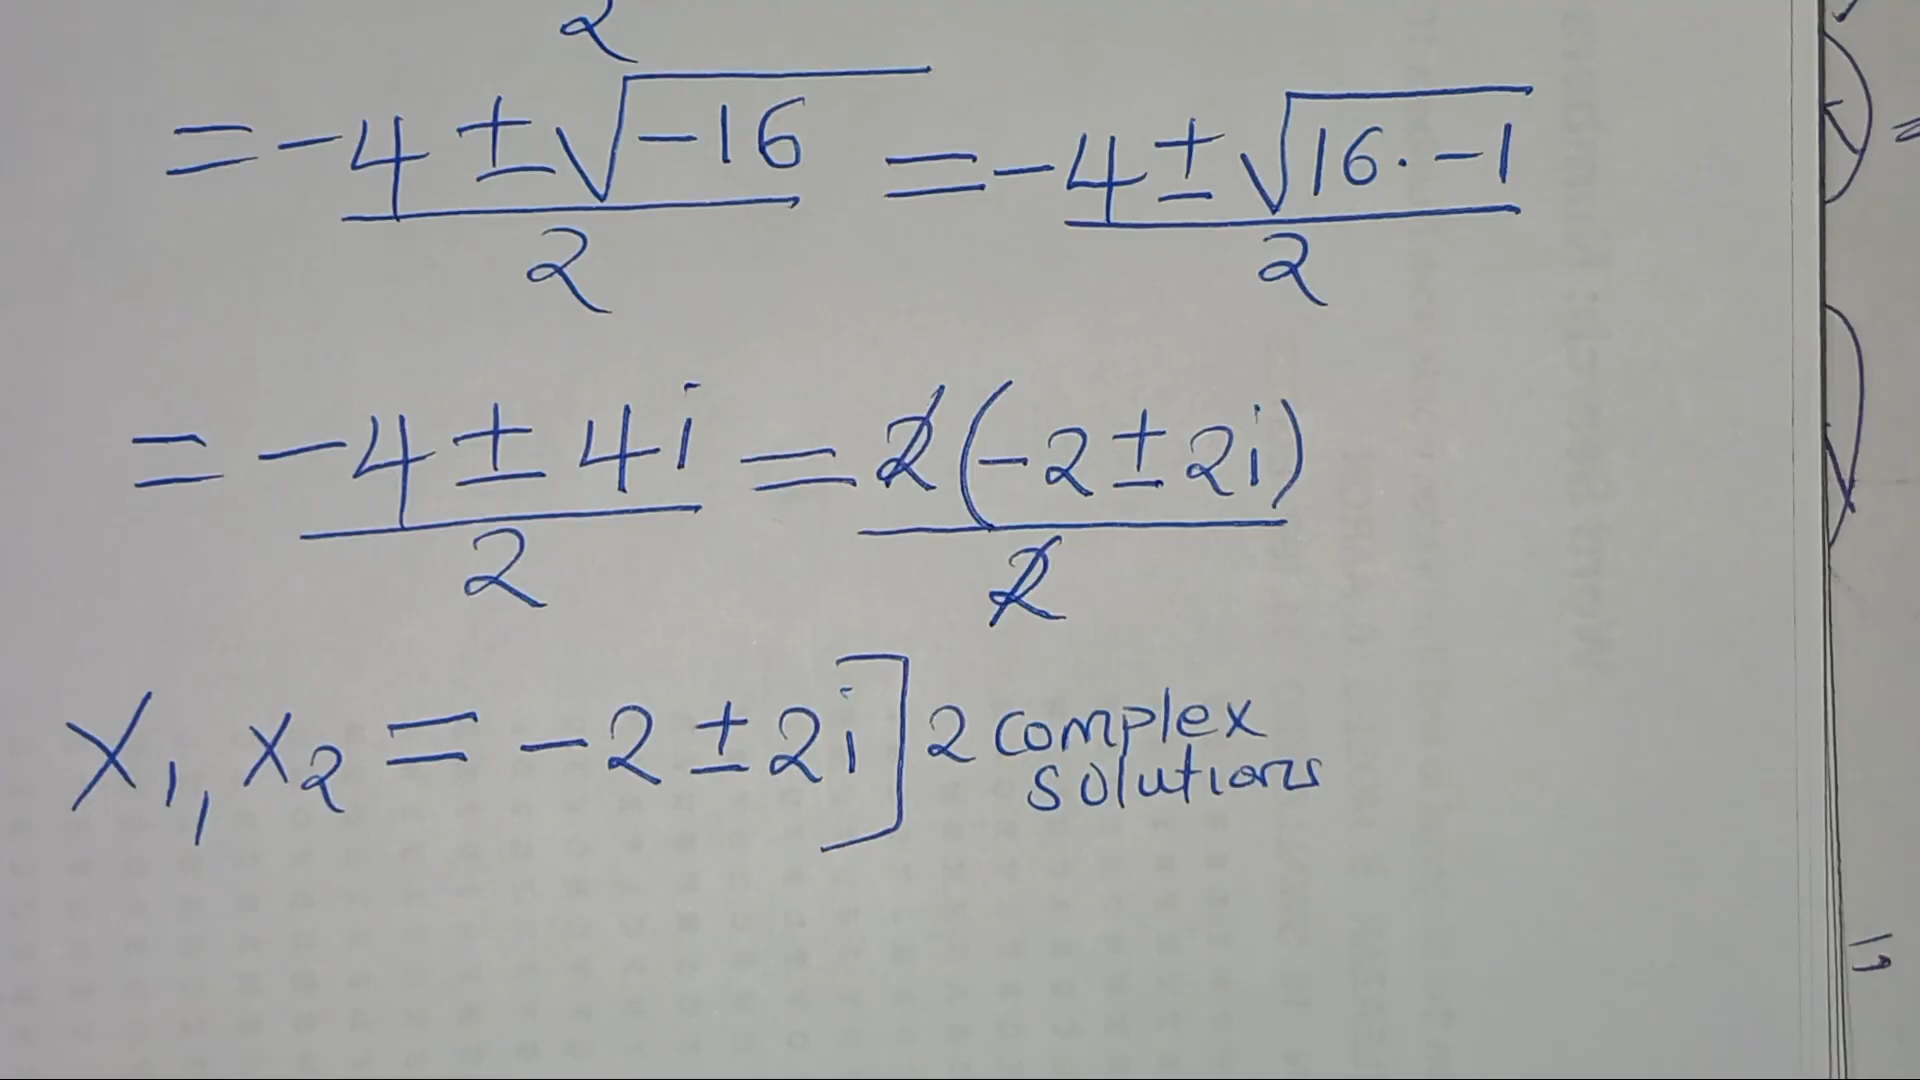 2
= -4 ± √-16 / 2 = -4 ± √16 · -1 / 2
= -4 ± 4i / 2 = 2(-2 ± 2i) / 2
x₁, x₂ = -2 ± 2i ] 2 complex
solutions